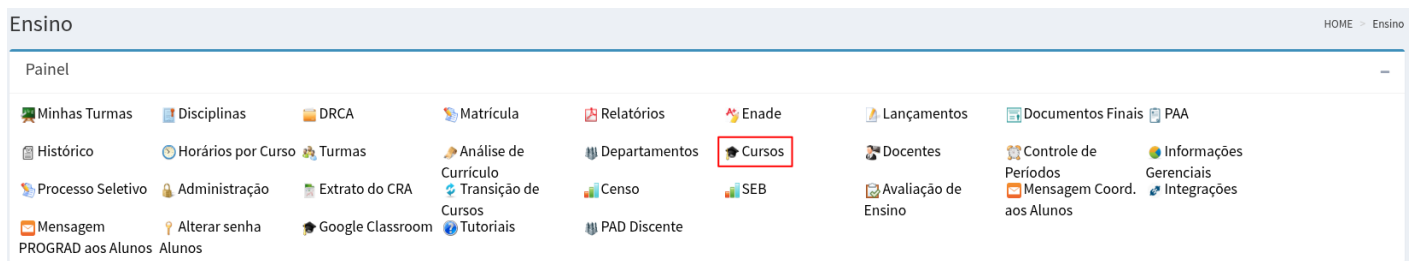 Ensino
HOME > Ensino
Painel
Minhas Turmas Disciplinas DRCA Matrícula Relatórios Enade Lançamentos Documentos Finais PAA
Histórico Horários por Curso Turmas Análise de Currículo Departamentos Cursos Docentes Controle de Períodos Informações Gerenciais
Processo Seletivo Administração Extrato do CRA Transição de Cursos Censo SEB Avaliação de Ensino Mensagem Coord. aos Alunos Integrações
Mensagem PROGRAD aos Alunos Alterar senha Alunos Google Classroom Tutoriais PAD Discente